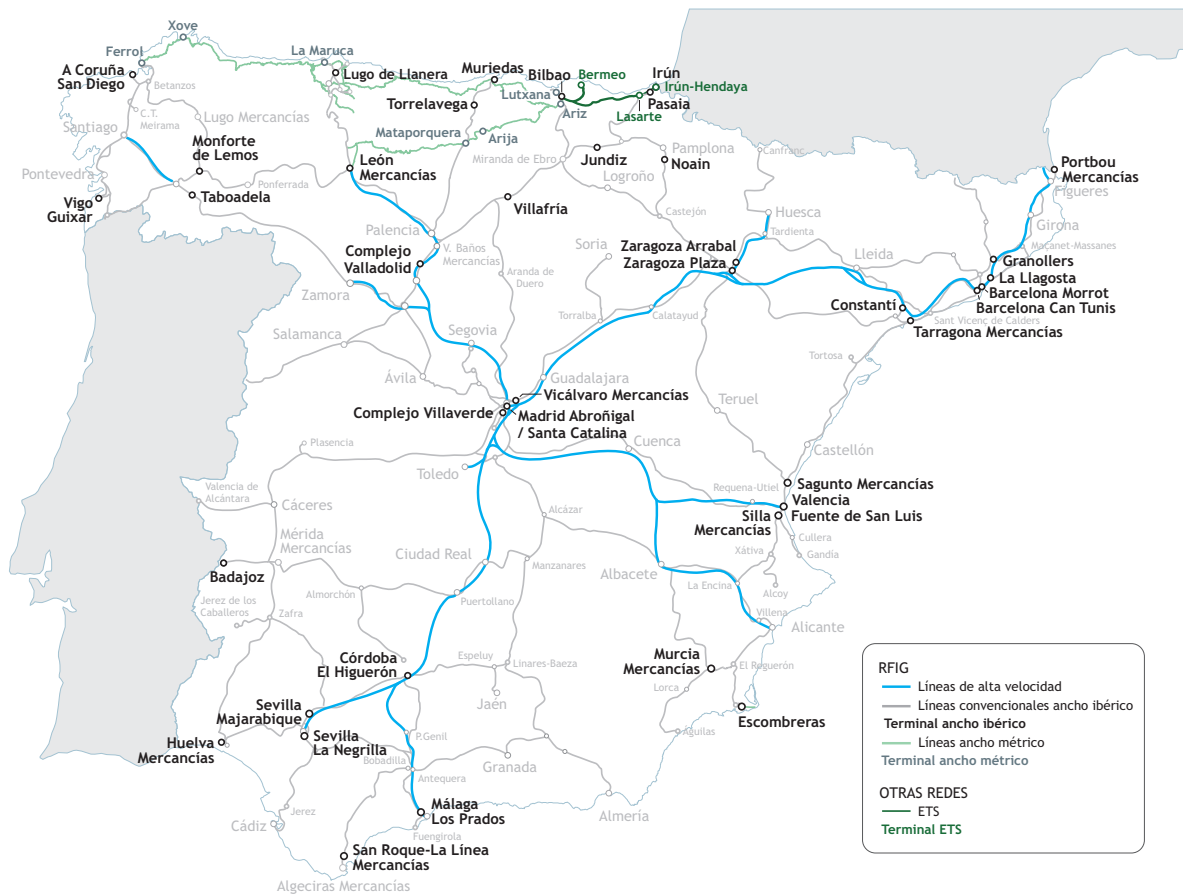 Xove
Ferrol
La Maruca
A Coruña
San Diego
Betanzos
Lugo de Llanera
Muriedas
Bilbao
Bermeo
Irún
Irún-Hendaya
Lutxana
Pasaia
C.T.
Meirama
Lugo Mercancías
Torrelavega
Ariz
Lasarte
Santiago
Mataporquera
Arija
Monforte
de Lemos
León
Mercancías
Miranda de Ebro
Jundiz
Pamplona
Noain
Canfranc
Portbou
Mercancías
Figueres
Pontevedra
Ponferrada
Logroño
Vigo
Guixar
Taboadela
Villafría
Castejón
Huesca
Tardienta
Girona
Palencia
V. Baños
Mercancías
Soria
Zaragoza Arrabal
Zaragoza Plaza
Lleida
Maçanet-Massanes
Granollers
Complejo
Valladolid
Aranda
de Duero
La Llagosta
Zamora
Barcelona Morrot
Barcelona Can Tunis
Constantí
Salamanca
Segovia
Torralba
Calatayud
Sant Vicenç de Calders
Tarragona Mercancías
Tortosa
Ávila
Guadalajara
Vicálvaro Mercancías
Complejo Villaverde
Madrid Abroñigal
/ Santa Catalina
Teruel
Plasencia
Cuenca
Castellón
Toledo
Valencia de
Alcántara
Cáceres
Requena-Utiel
Sagunto Mercancías
Valencia
Fuente de San Luis
Silla
Mercancías
Alcázar
Mérida
Mercancías
Cullera
Gandía
Ciudad Real
Manzanares
Xátiva
Badajoz
Albacete
La Encina
Alcoy
Jerez de los
Caballeros
Zafra
Almorchón
Puertollano
Villena
Alicante
Córdoba
El Higuerón
Espeluy
Linares-Baeza
Murcia
Mercancías
El Reguerón
Lorca
Jaén
Sevilla
Majarabique
Escombreras
Águilas
Huelva
Mercancías
Sevilla
La Negrilla
P.Genil
Bobadilla
Granada
Antequera
Jerez
Málaga
Los Prados
Almería
Cádiz
Fuengirola
San Roque-La Línea
Mercancías
Algeciras Mercancías
RFIG
Líneas de alta velocidad
Líneas convencionales ancho ibérico
Terminal ancho ibérico
Líneas ancho métrico
Terminal ancho métrico
OTRAS REDES
ETS
Terminal ETS